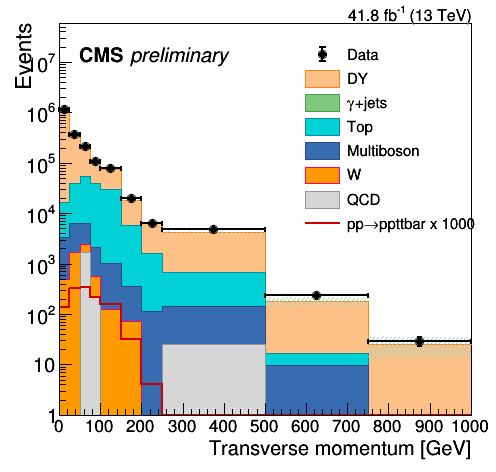 41.8 fb⁻¹ (13 TeV)
Events
CMS preliminary
Data
DY
γ+jets
Top
Multiboson
W
QCD
pp→ppttbar x 1000
10⁷
10⁶
10⁵
10⁴
10³
10²
10
1
0 100 200 300 400 500 600 700 800 900 1000
Transverse momentum [GeV]